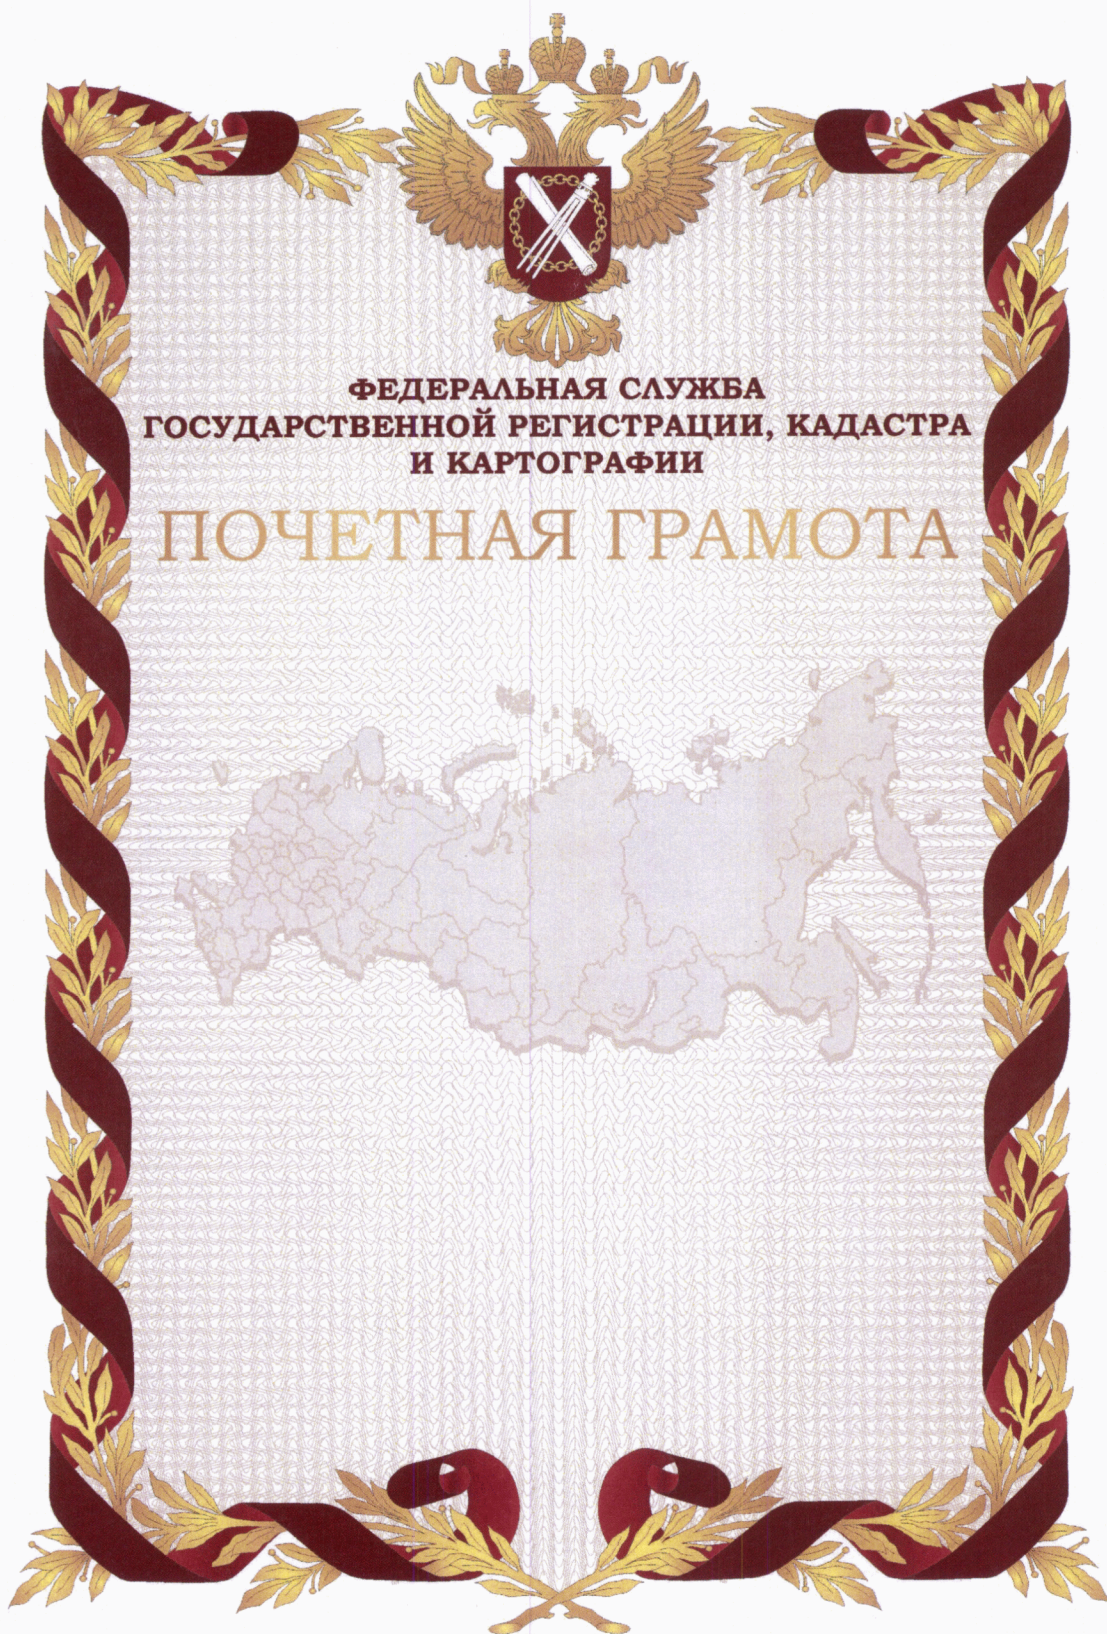 ФЕДЕРАЛЬНАЯ СЛУЖБА
ГОСУДАРСТВЕННОЙ РЕГИСТРАЦИИ, КАДАСТРА
И КАРТОГРАФИИ
ПОЧЕТНАЯ ГРАМОТА